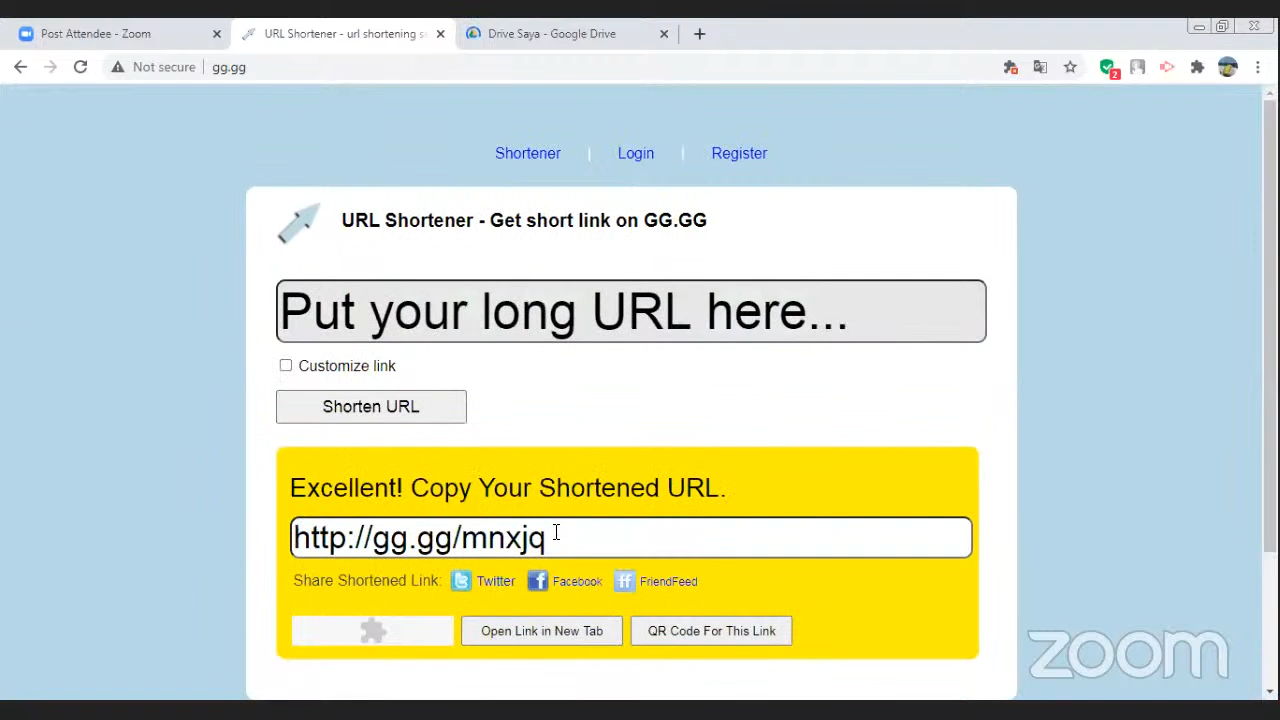 Post Attendee - Zoom
URL Shortener - url shortening s
Drive Saya - Google Drive
Not secure
gg.gg
2
Shortener | Login | Register
URL Shortener - Get short link on GG.GG
Put your long URL here...
Customize link
Shorten URL
Excellent! Copy Your Shortened URL.
http://gg.gg/mnxjq
Share Shortened Link: Twitter Facebook FriendFeed
Open Link in New Tab
QR Code For This Link
zoom